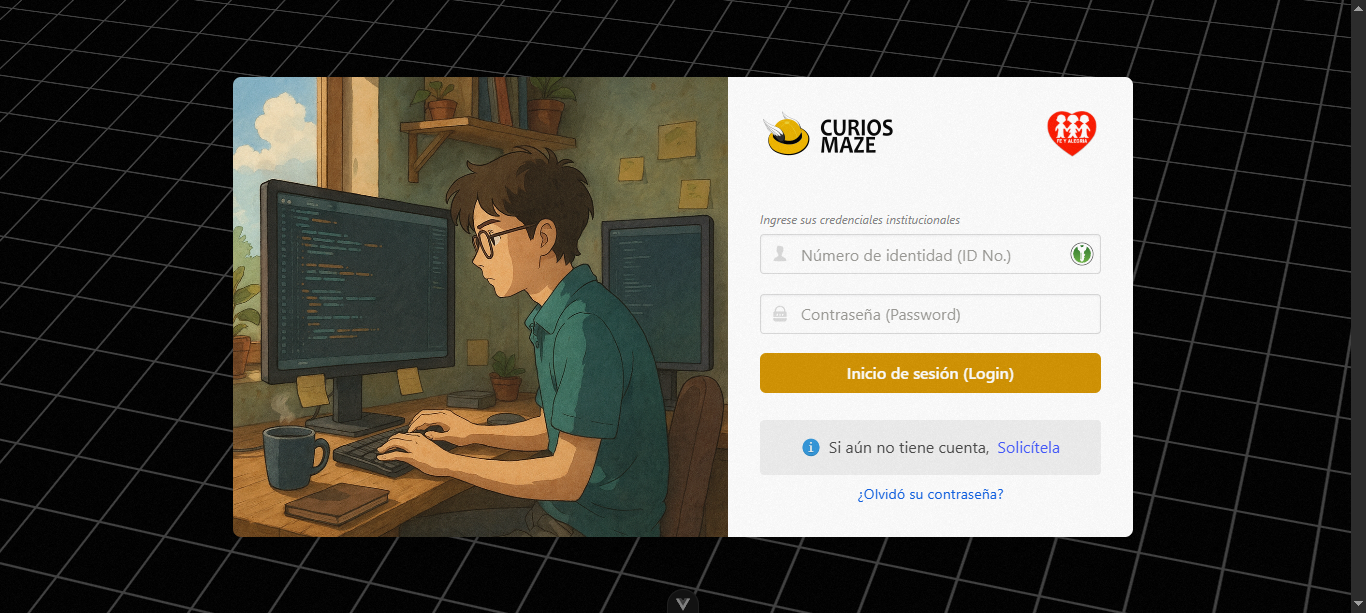 CURIOS
MAZE
FE Y ALEGRIA
Ingrese sus credenciales institucionales
Número de identidad (ID No.)
Contraseña (Password)
Inicio de sesión (Login)
Si aún no tiene cuenta, Solicítela
¿Olvidó su contraseña?